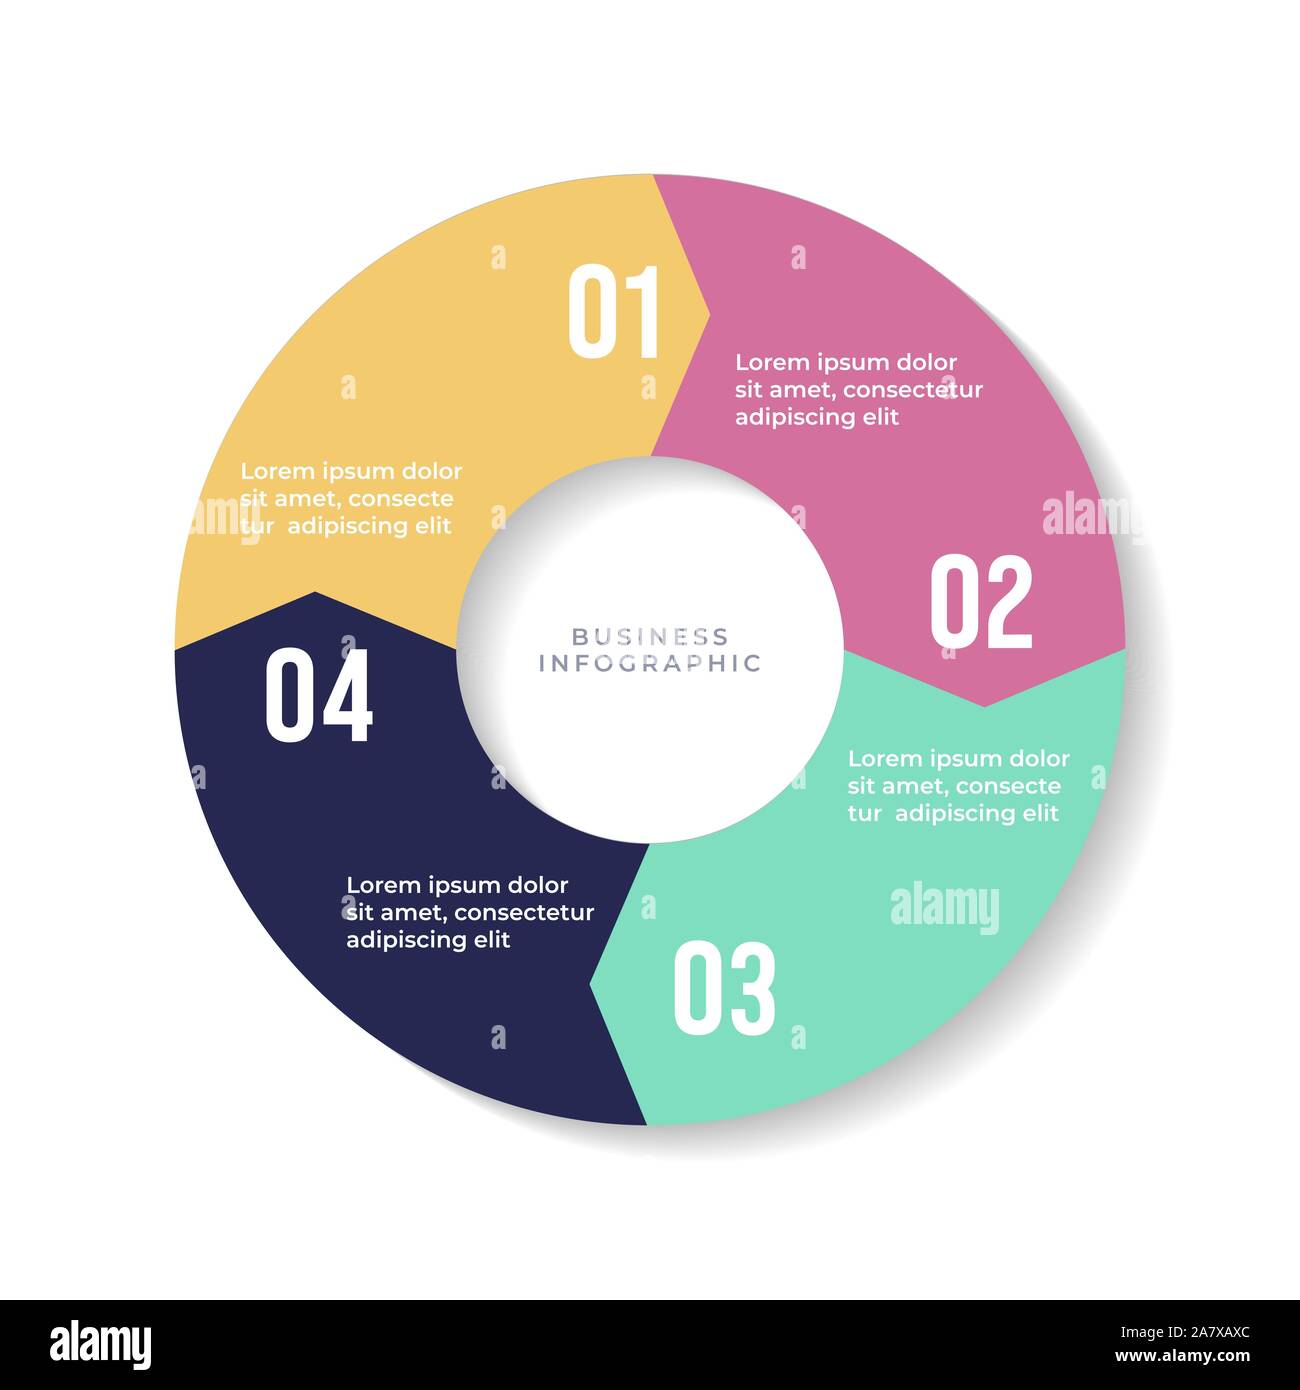 01
Lorem ipsum dolor
sit amet, consecte
tur  adipiscing elit
Lorem ipsum dolor
sit amet, consectetur
adipiscing elit
02
BUSINESS
INFOGRAPHIC
Lorem ipsum dolor
sit amet, consecte
tur  adipiscing elit
03
04
Lorem ipsum dolor
sit amet, consectetur
adipiscing elit
a a
a a
alamy alamy
a a
a a a a
a alamy
a a
alamy
Image ID: 2A7XAXC
www.alamy.com